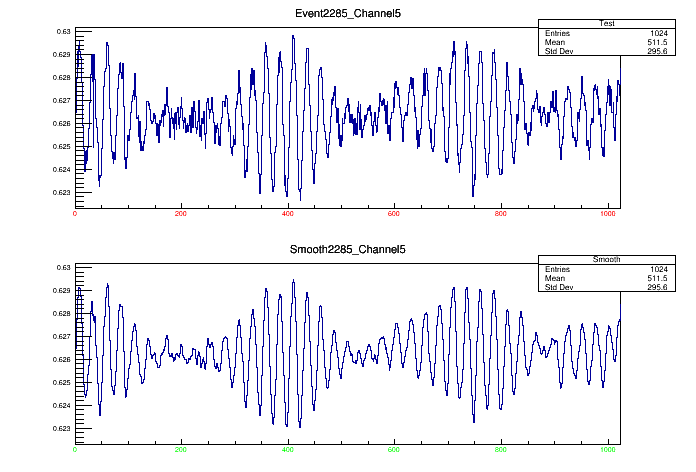 Event2285_Channel5
Test
Entries 1024
Mean 511.5
Std Dev 295.6
0.63
0.629
0.628
0.627
0.626
0.625
0.624
0.623
0 200 400 600 800 1000
Smooth2285_Channel5
Smooth
Entries 1024
Mean 511.5
Std Dev 295.6
0.63
0.629
0.628
0.627
0.626
0.625
0.624
0.623
0 200 400 600 800 1000